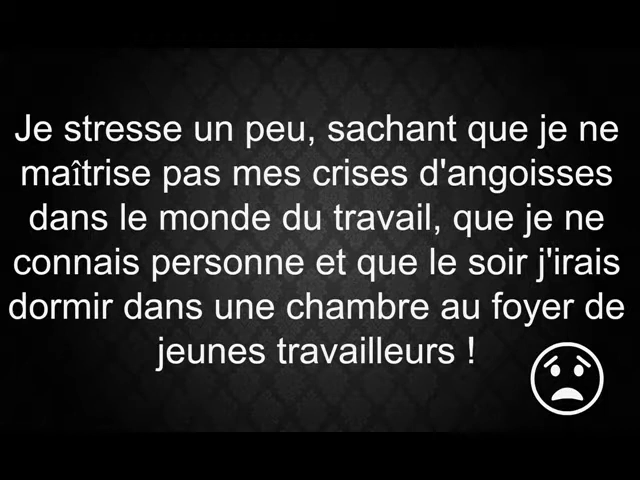 Je stresse un peu, sachant que je ne
maîtrise pas mes crises d'angoisses
dans le monde du travail, que je ne
connais personne et que le soir j'irais
dormir dans une chambre au foyer de
jeunes travailleurs !